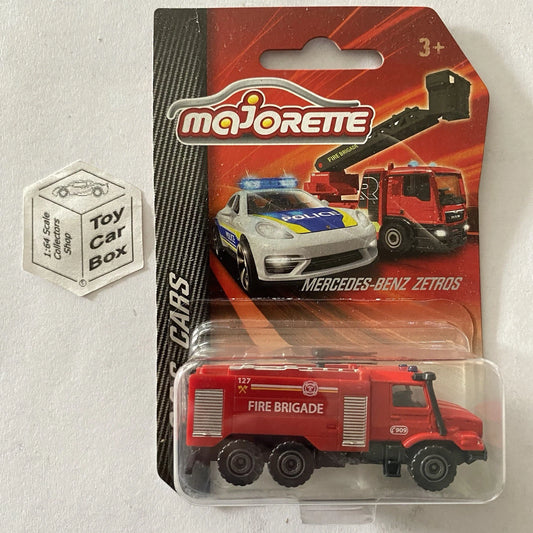 3+
majorette
FIRE BRIGADE
POLICE
MERCEDES-BENZ ZETROS
CARS
1:64 Scale
Collectors
Shop
Toy
Car
Box
127
FIRE BRIGADE
909